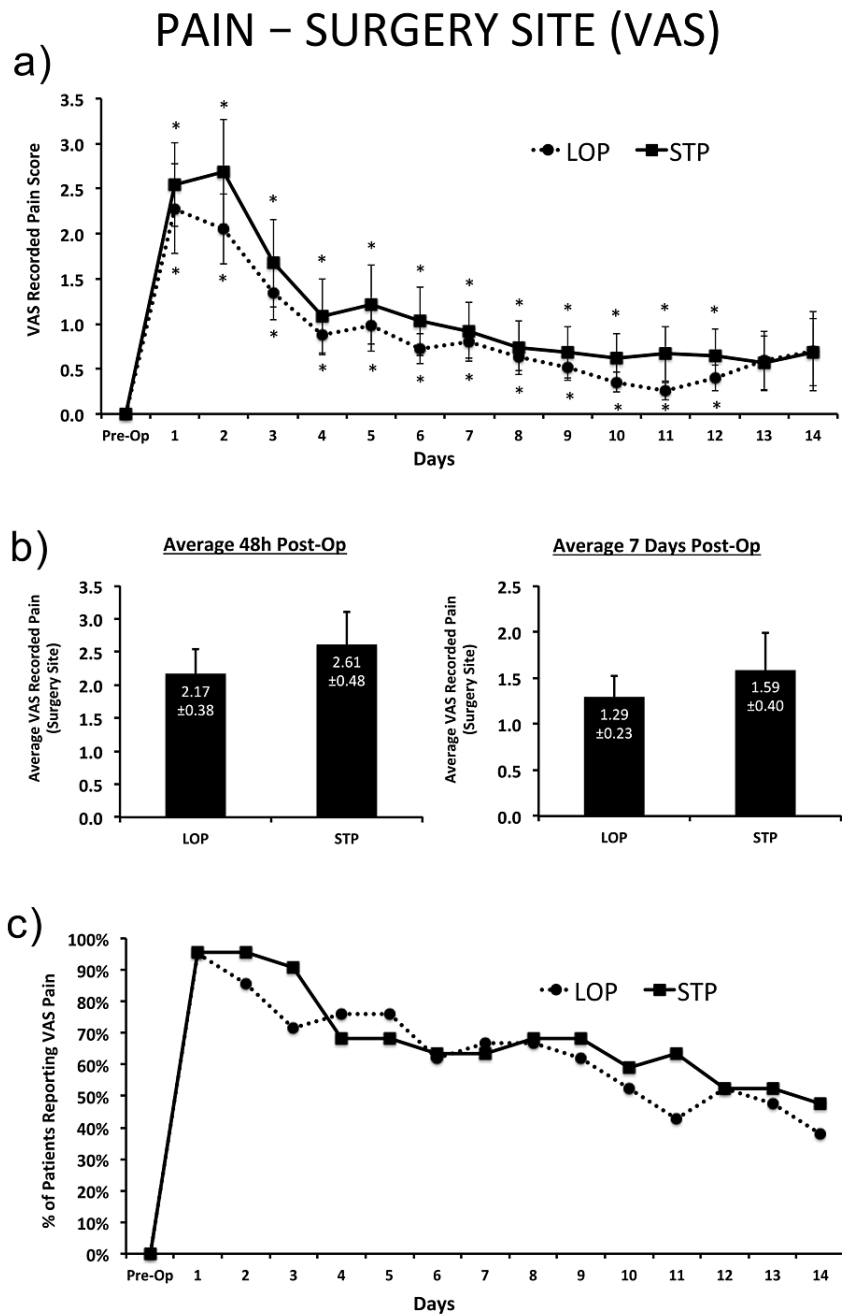 PAIN – SURGERY SITE (VAS)
a)
VAS Recorded Pain Score
3.5
3.0
2.5
2.0
1.5
1.0
0.5
0.0
LOP STP
* * * * * * * * * * * *
* * * * * * * * * * * *
Pre-Op 1 2 3 4 5 6 7 8 9 10 11 12 13 14
Days
b)
Average 48h Post-Op
Average VAS Recorded Pain
(Surgery Site)
3.5
3.0
2.5
2.0
1.5
1.0
0.5
0.0
2.17
±0.38
2.61
±0.48
LOP STP
Average 7 Days Post-Op
Average VAS Recorded Pain
(Surgery Site)
2.5
2.0
1.5
1.0
0.5
0.0
1.29
±0.23
1.59
±0.40
LOP STP
c)
% of Patients Reporting VAS Pain
100%
90%
80%
70%
60%
50%
40%
30%
20%
10%
0%
LOP STP
Pre-Op 1 2 3 4 5 6 7 8 9 10 11 12 13 14
Days